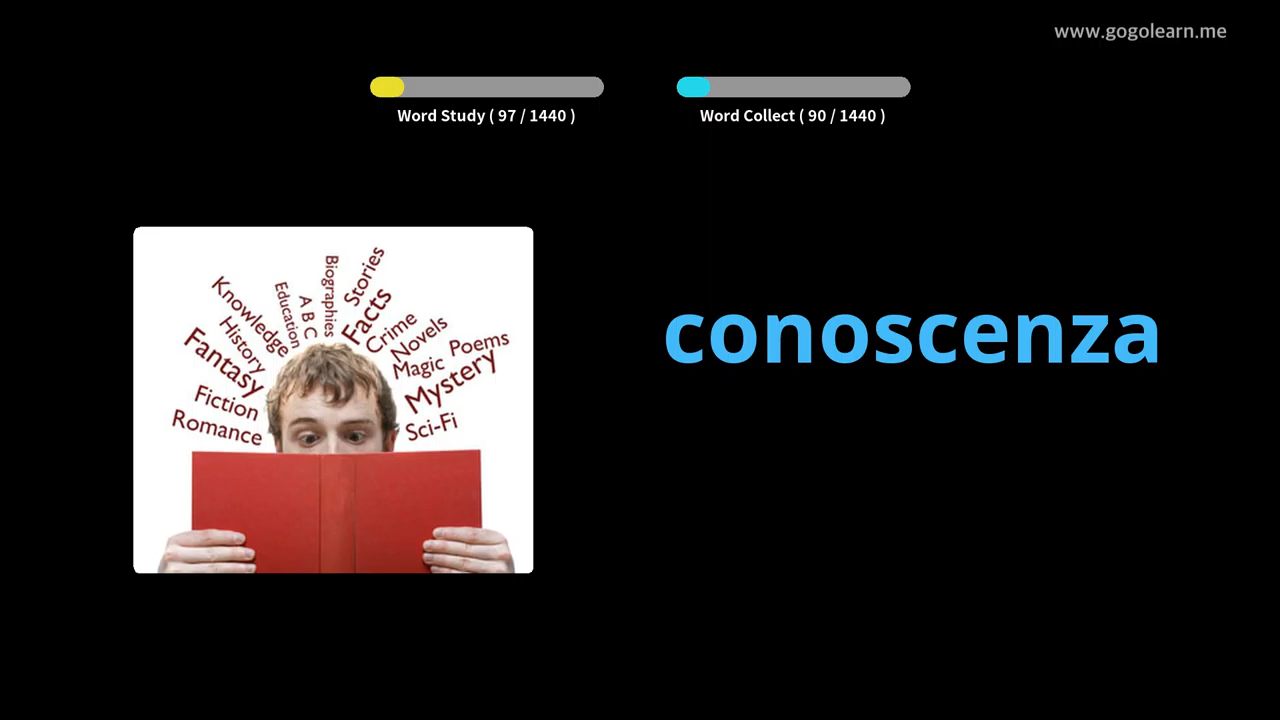 www.gogolearn.me
Word Study ( 97 / 1440 )
Word Collect ( 90 / 1440 )
conoscenza
Biographies
Stories
Education
A B C
Facts
Knowledge
Crime
History
Novels
Fantasy
Magic
Poems
Mystery
Fiction
Romance
Sci-Fi